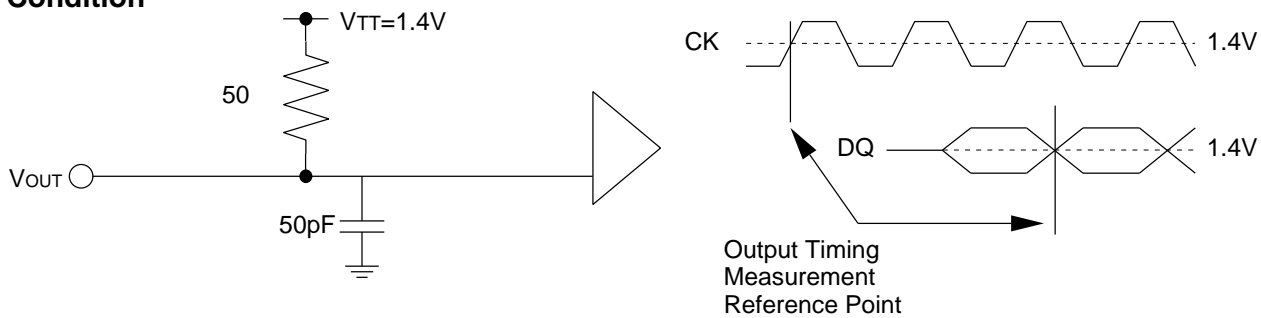 Condition
VTT=1.4V
50
VOUT
50pF
CK
1.4V
DQ
1.4V
Output Timing
Measurement
Reference Point